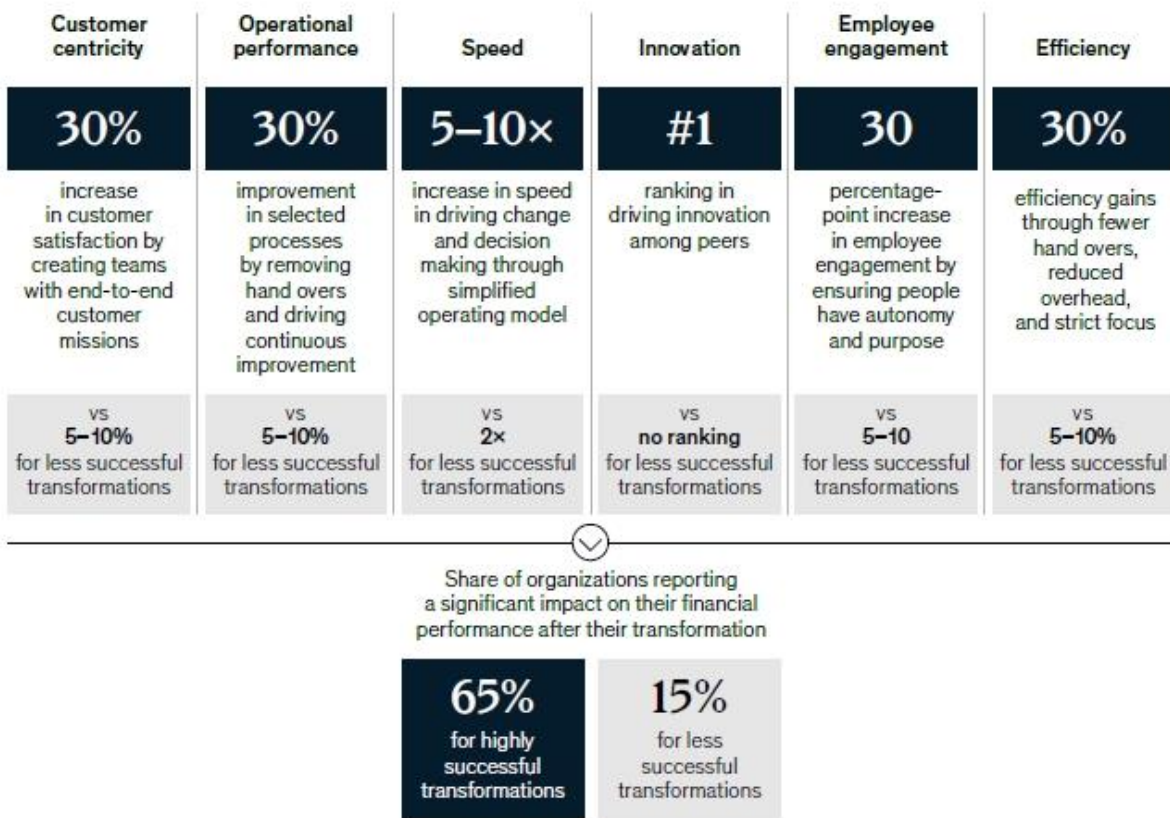 Customer
centricity
30%
increase
in customer
satisfaction by
creating teams
with end-to-end
customer
missions
vs
5–10%
for less successful
transformations
Operational
performance
30%
improvement
in selected
processes
by removing
hand overs
and driving
continuous
improvement
vs
5–10%
for less successful
transformations
Speed
5–10×
increase in speed
in driving change
and decision
making through
simplified
operating model
vs
2×
for less successful
transformations
Innovation
#1
ranking in
driving innovation
among peers
vs
no ranking
for less successful
transformations
Employee
engagement
30
percentage-
point increase
in employee
engagement by
ensuring people
have autonomy
and purpose
vs
5–10
for less successful
transformations
Efficiency
30%
efficiency gains
through fewer
hand overs,
reduced
overhead,
and strict focus
vs
5–10%
for less successful
transformations
Share of organizations reporting
a significant impact on their financial
performance after their transformation
65%
for highly
successful
transformations
15%
for less
successful
transformations